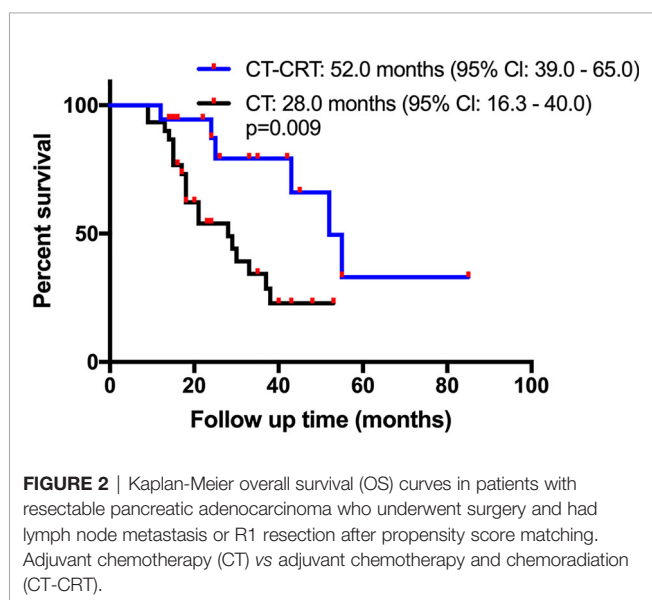 CT-CRT: 52.0 months (95% CI: 39.0 - 65.0)
CT: 28.0 months (95% CI: 16.3 - 40.0)
p=0.009
100
50
0
Percent survival
0 20 40 60 80 100
Follow up time (months)
FIGURE 2 | Kaplan-Meier overall survival (OS) curves in patients with
resectable pancreatic adenocarcinoma who underwent surgery and had
lymph node metastasis or R1 resection after propensity score matching.
Adjuvant chemotherapy (CT) vs adjuvant chemotherapy and chemoradiation
(CT-CRT).